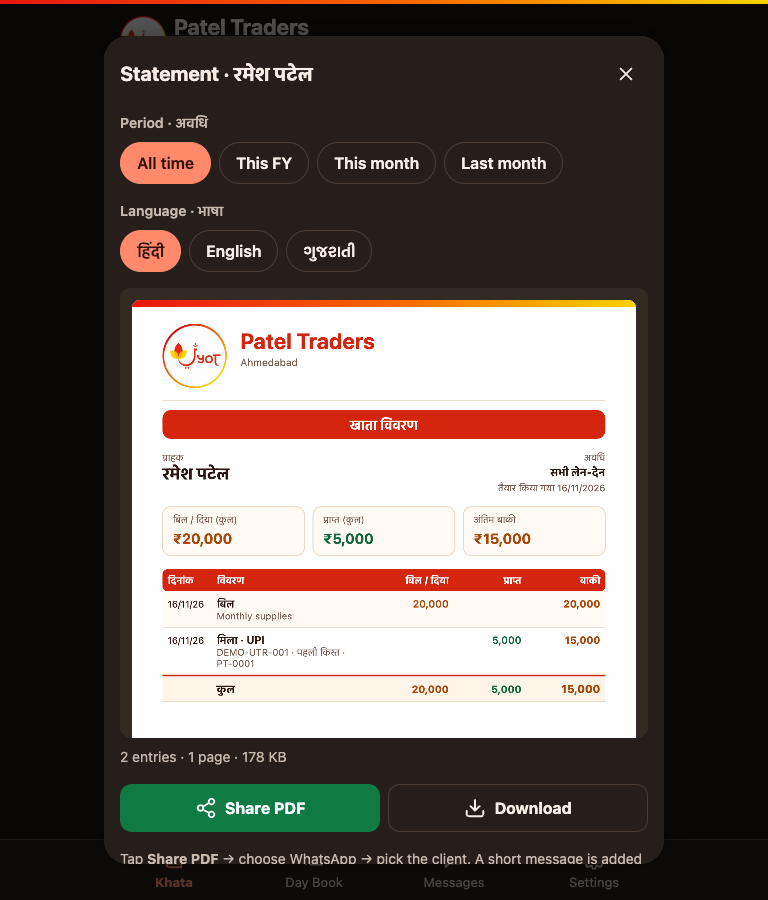 Patel Traders
Statement · रमेश पटेल
Period · अवधि
All time This FY This month Last month
Language · भाषा
हिंदी English ગુજરાતી
Jyot
Patel Traders
Ahmedabad
खाता विवरण
ग्राहक अवधि
रमेश पटेल सभी लेन-देन
तैयार किया गया 16/11/2026
बिल / दिया (कुल) प्राप्त (कुल) अंतिम बाकी
₹20,000 ₹5,000 ₹15,000
दिनांक विवरण बिल / दिया प्राप्त बाकी
16/11/26 बिल 20,000 20,000
Monthly supplies
16/11/26 मिला · UPI 5,000 15,000
DEMO-UTR-001 · पहली किस्त ·
PT-0001
कुल 20,000 5,000 15,000
2 entries · 1 page · 178 KB
Share PDF Download
Tap Share PDF → choose WhatsApp → pick the client. A short message is added
Khata Day Book Messages Settings